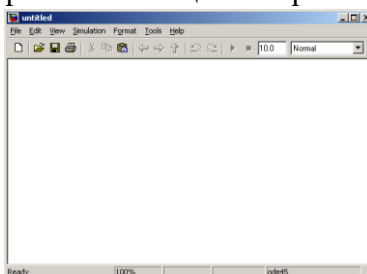 untitled
File Edit View Simulation Format Tools Help
10.0 Normal
Ready 100% ode45